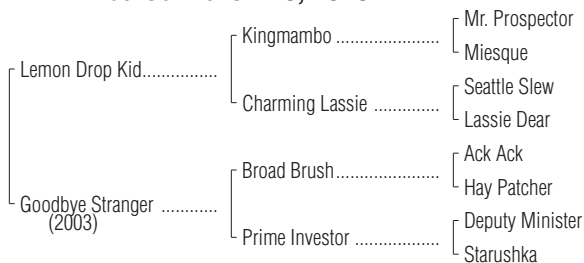 Mr. Prospector
Kingmambo
Miesque
Lemon Drop Kid
Seattle Slew
Charming Lassie
Lassie Dear
Ack Ack
Broad Brush
Hay Patcher
Goodbye Stranger
(2003)
Deputy Minister
Prime Investor
Starushka